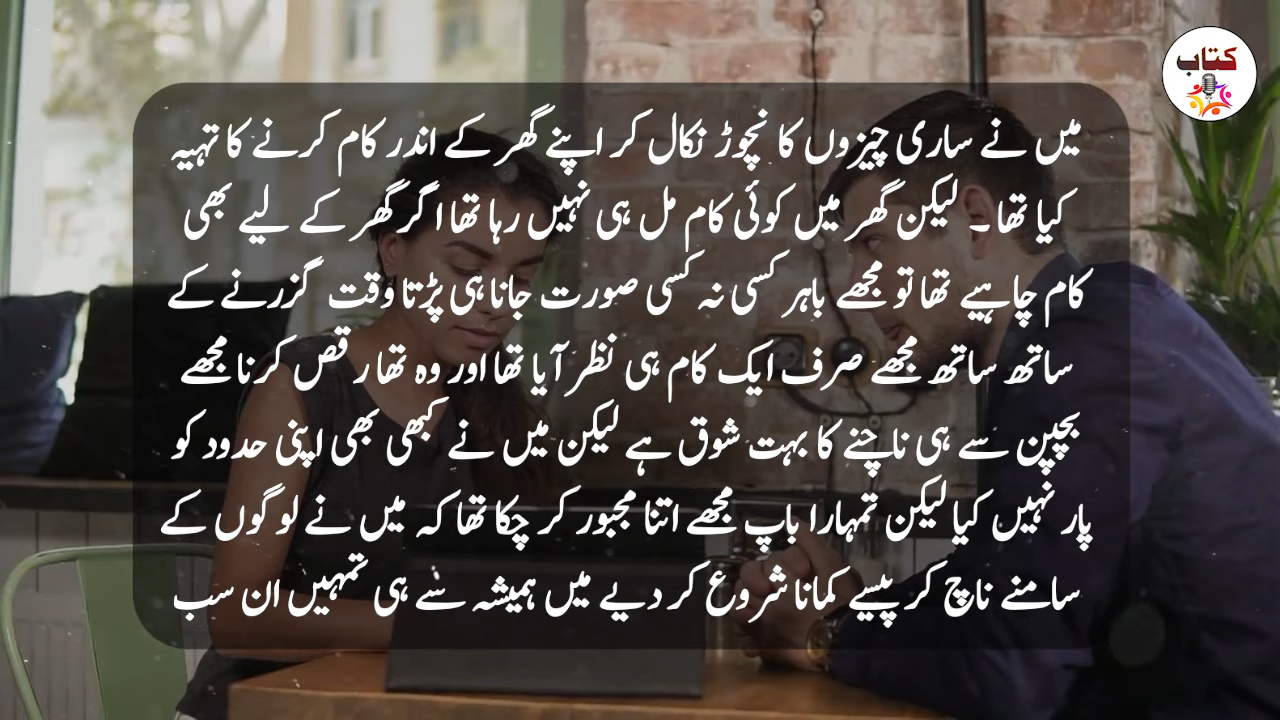 کتاب
میں نے ساری چیزوں کا نچوڑ نکال کر اپنے گھر کے اندر کام کرنے کا تہیہ
کیا تھا۔ لیکن گھر میں کوئی کام مل ہی نہیں رہا تھا اگر گھر کے لیے بھی
کام چاہیے تھا تو مجھے باہر کسی نہ کسی صورت جانا ہی پڑتا وقت گزرنے کے
ساتھ ساتھ مجھے صرف ایک کام ہی نظر آیا تھا اور وہ تھا رقص کرنا مجھے
بچپن سے ہی ناچنے کا بہت شوق ہے لیکن میں نے کبھی بھی اپنی حدود کو
پار نہیں کیا لیکن تمہارا باپ مجھے اتنا مجبور کر چکا تھا کہ میں نے لوگوں کے
سامنے ناچ کر پیسے کمانا شروع کر دیے میں ہمیشہ سے ہی تمہیں ان سب